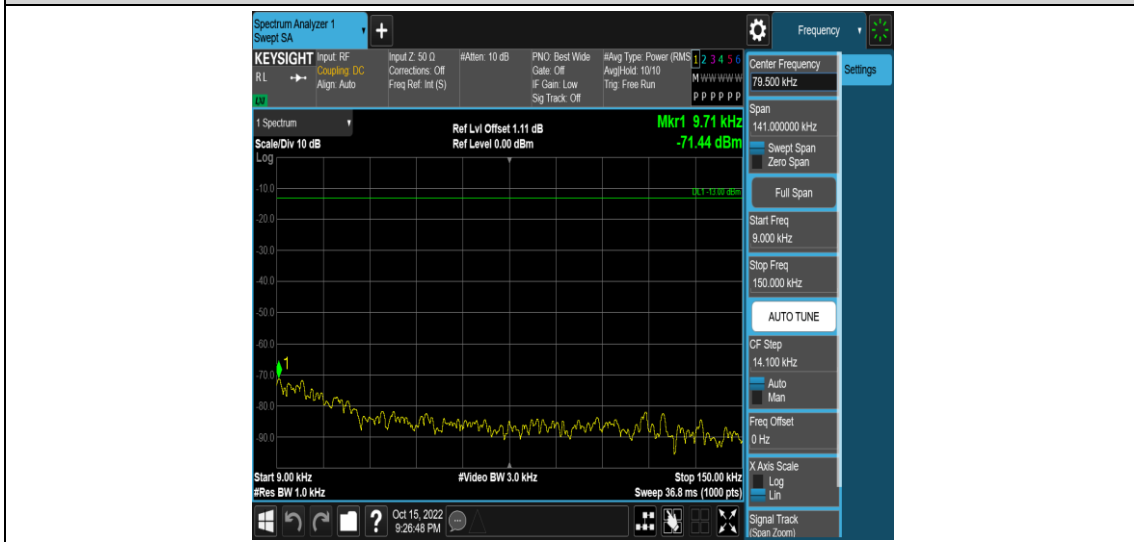 Spectrum Analyzer 1
Swept SA
+
Frequency
KEYSIGHT
RL
LXI
Input: RF
Coupling: DC
Align: Auto
Input Z: 50 Ω
Corrections: Off
Freq Ref: Int (S)
#Atten: 10 dB
PNO: Best Wide
Gate: Off
IF Gain: Low
Sig Track: Off
#Avg Type: Power (RMS
Avg|Hold: 10/10
Trig: Free Run
1 2 3 4 5 6
M W W W W W
P P P P P P
1 Spectrum
Scale/Div 10 dB
Log
Ref Lvl Offset 1.11 dB
Ref Level 0.00 dBm
Mkr1 9.71 kHz
-71.44 dBm
DL1 -13.00 dBm
-10.0
-20.0
-30.0
-40.0
-50.0
-60.0
1
-70.0
-80.0
-90.0
Start 9.00 kHz
#Res BW 1.0 kHz
#Video BW 3.0 kHz
Stop 150.00 kHz
Sweep 36.8 ms (1000 pts)
?
Oct 15, 2022
9:26:48 PM
Center Frequency
79.500 kHz
Settings
Span
141.000000 kHz
Swept Span
Zero Span
Full Span
Start Freq
9.000 kHz
Stop Freq
150.000 kHz
AUTO TUNE
CF Step
14.100 kHz
Auto
Man
Freq Offset
0 Hz
X Axis Scale
Log
Lin
Signal Track
(Span Zoom)